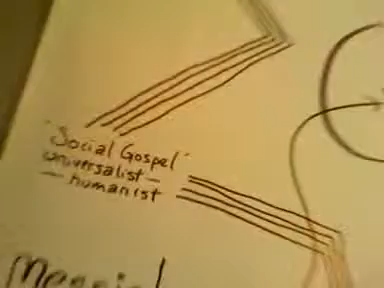 "Social Gospel"
universalist –
– humanist